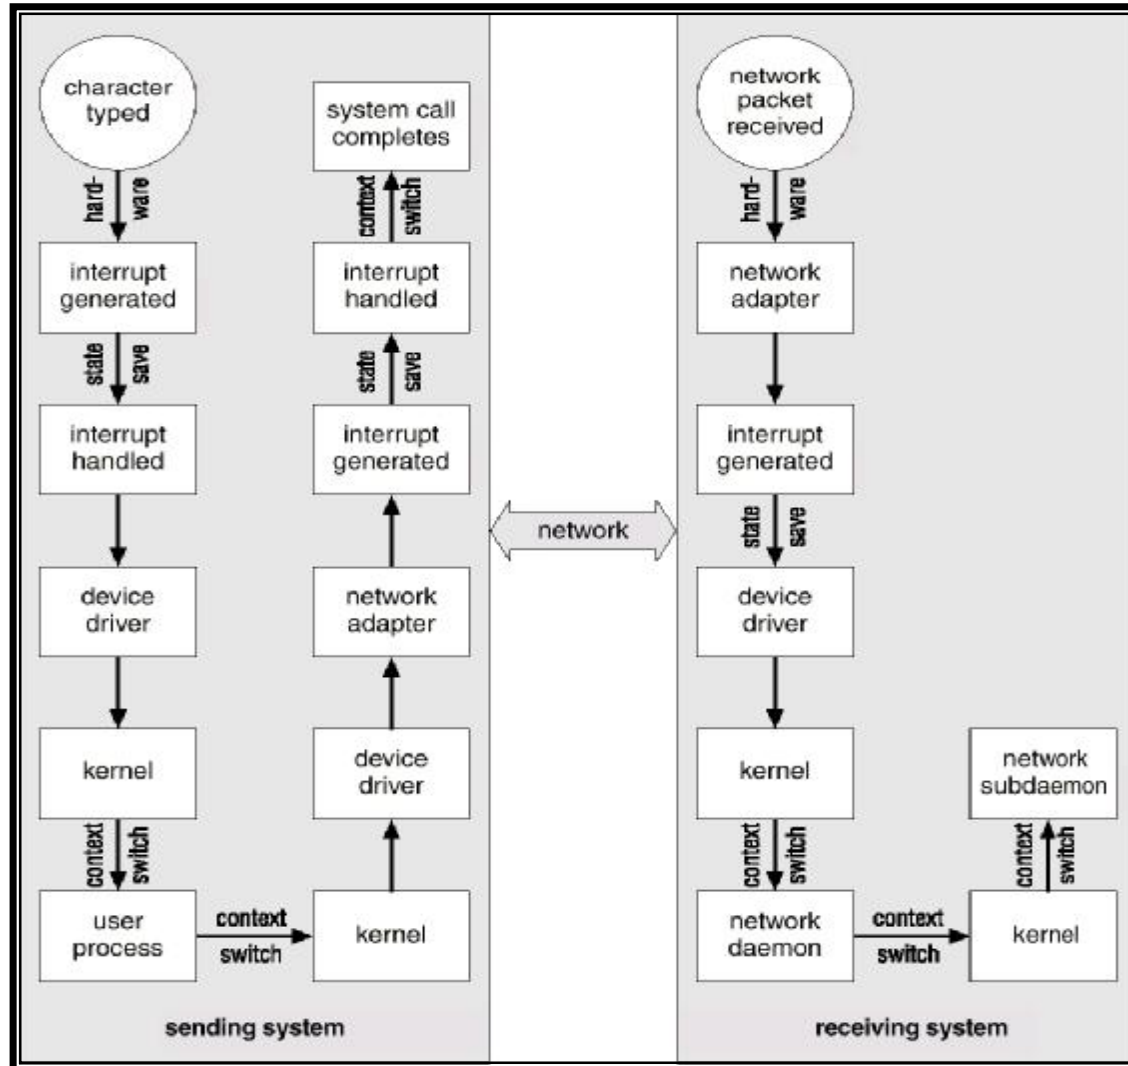 character
typed
hard-
ware
interrupt
generated
state
save
interrupt
handled
device
driver
kernel
context
switch
user
process
context
switch
kernel
device
driver
network
adapter
interrupt
generated
state
save
interrupt
handled
context
switch
system call
completes
sending system
network
network
packet
received
hard-
ware
network
adapter
interrupt
generated
state
save
device
driver
kernel
context
switch
network
daemon
context
switch
kernel
context
switch
network
subdaemon
receiving system